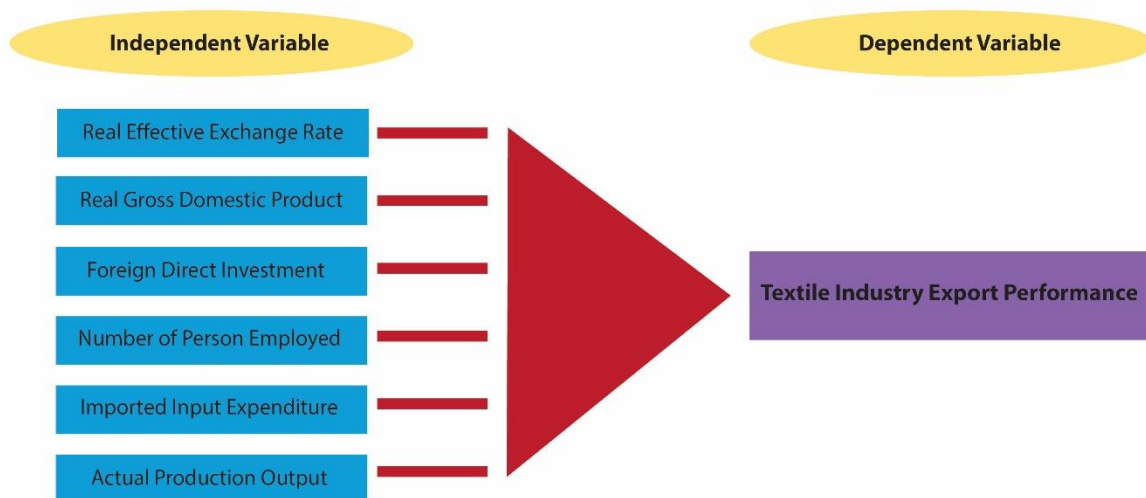 Independent Variable
Dependent Variable
Real Effective Exchange Rate
Real Gross Domestic Product
Foreign Direct Investment
Number of Person Employed
Imported Input Expenditure
Actual Production Output
Textile Industry Export Performance